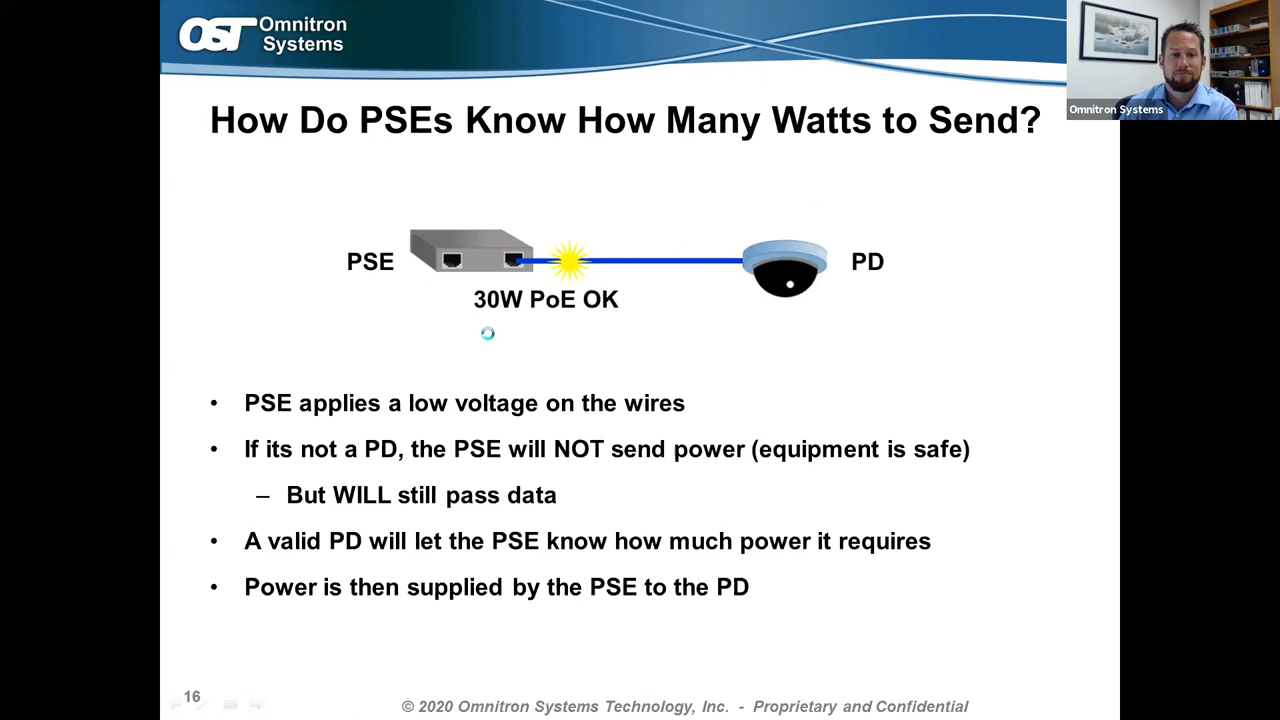 OST Omnitron
Systems
Omnitron Systems
How Do PSEs Know How Many Watts to Send?
PSE
PD
30W PoE OK
• PSE applies a low voltage on the wires
• If its not a PD, the PSE will NOT send power (equipment is safe)
– But WILL still pass data
• A valid PD will let the PSE know how much power it requires
• Power is then supplied by the PSE to the PD
16
© 2020 Omnitron Systems Technology, Inc. - Proprietary and Confidential